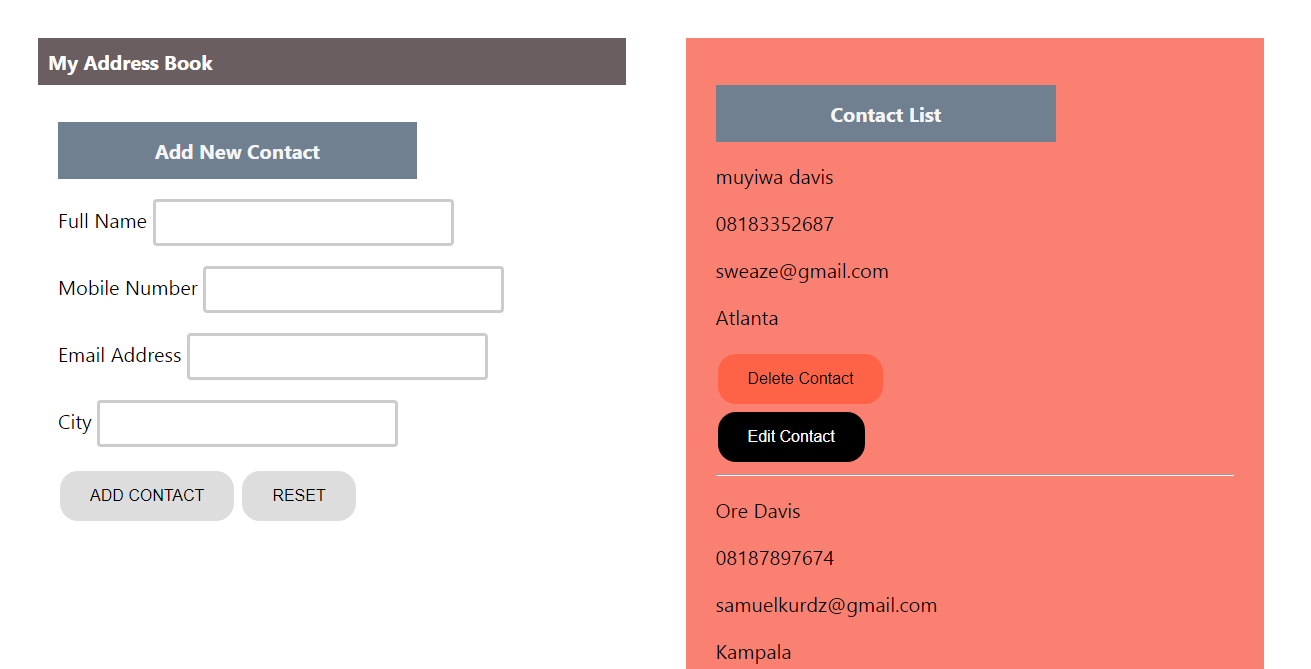 My Address Book
Add New Contact
Full Name
Mobile Number
Email Address
City
ADD CONTACT RESET
Contact List
muyiwa davis
08183352687
sweaze@gmail.com
Atlanta
Delete Contact
Edit Contact
Ore Davis
08187897674
samuelkurdz@gmail.com
Kampala